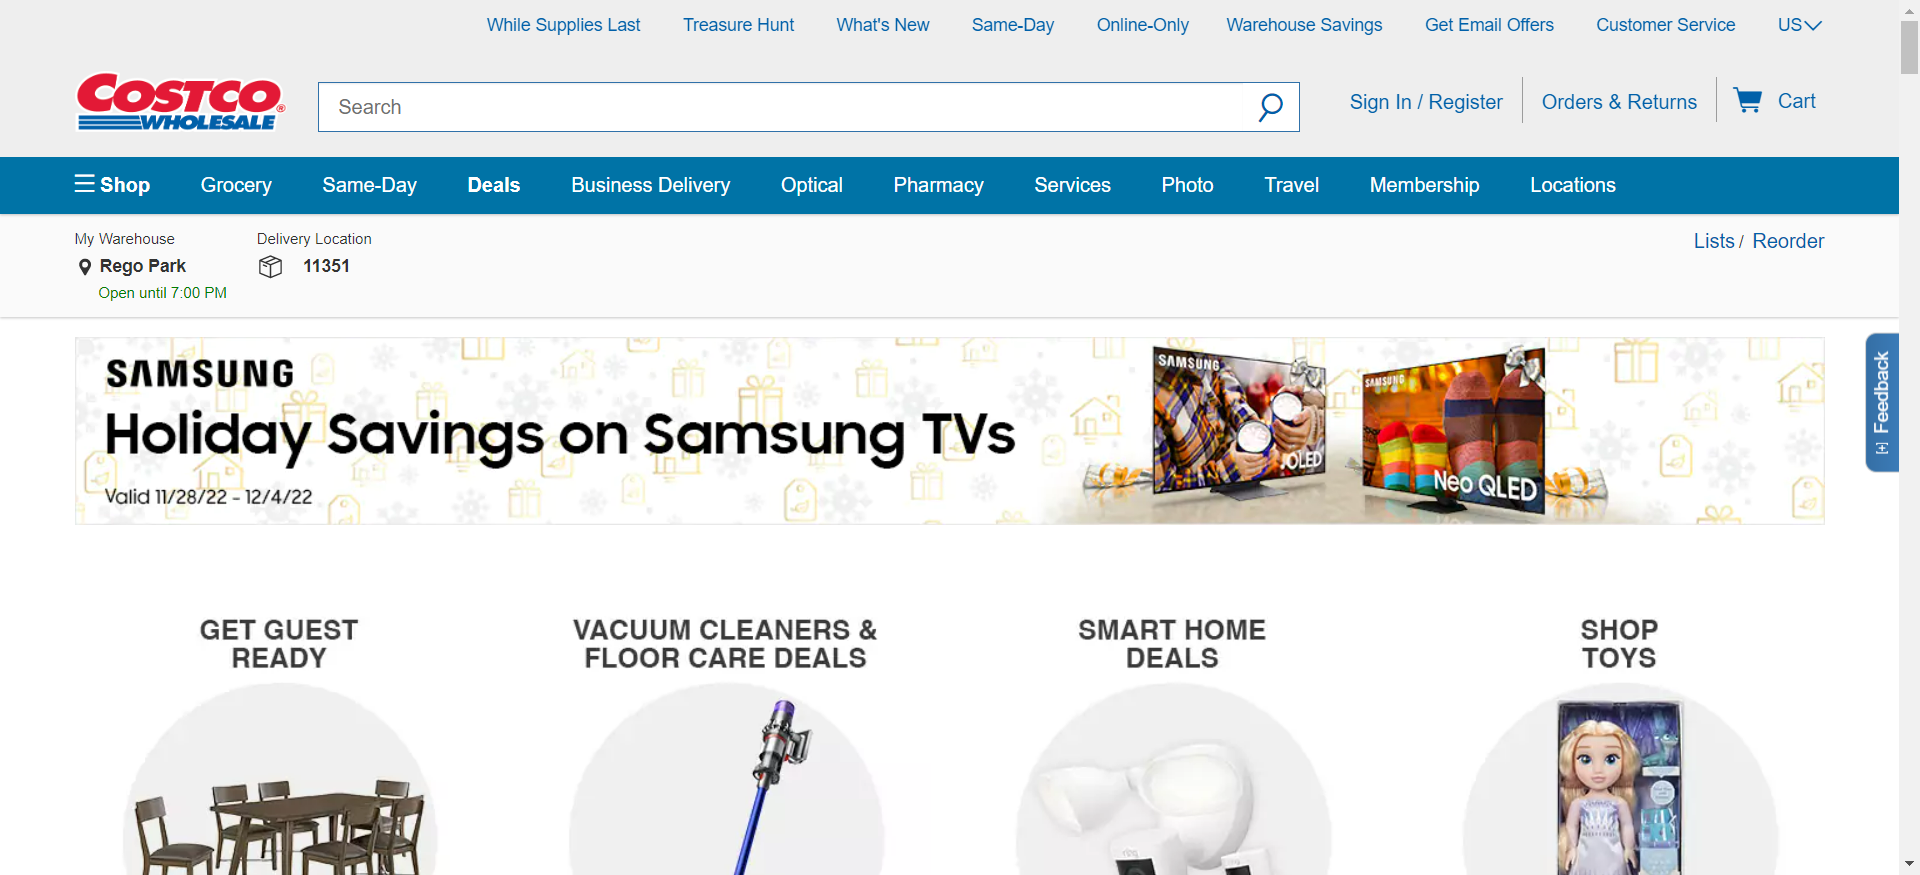 While Supplies Last Treasure Hunt What's New Same-Day Online-Only Warehouse Savings Get Email Offers Customer Service US
COSTCO WHOLESALE
Search
Sign In / Register Orders & Returns Cart
Shop Grocery Same-Day Deals Business Delivery Optical Pharmacy Services Photo Travel Membership Locations
My Warehouse Delivery Location
Rego Park 11351
Open until 7:00 PM
Lists / Reorder
SAMSUNG
Holiday Savings on Samsung TVs
Valid 11/28/22 - 12/4/22
SAMSUNG
OLED
SAMSUNG
Neo QLED
[+] Feedback
GET GUEST
READY
VACUUM CLEANERS &
FLOOR CARE DEALS
SMART HOME
DEALS
SHOP
TOYS
ring
ring